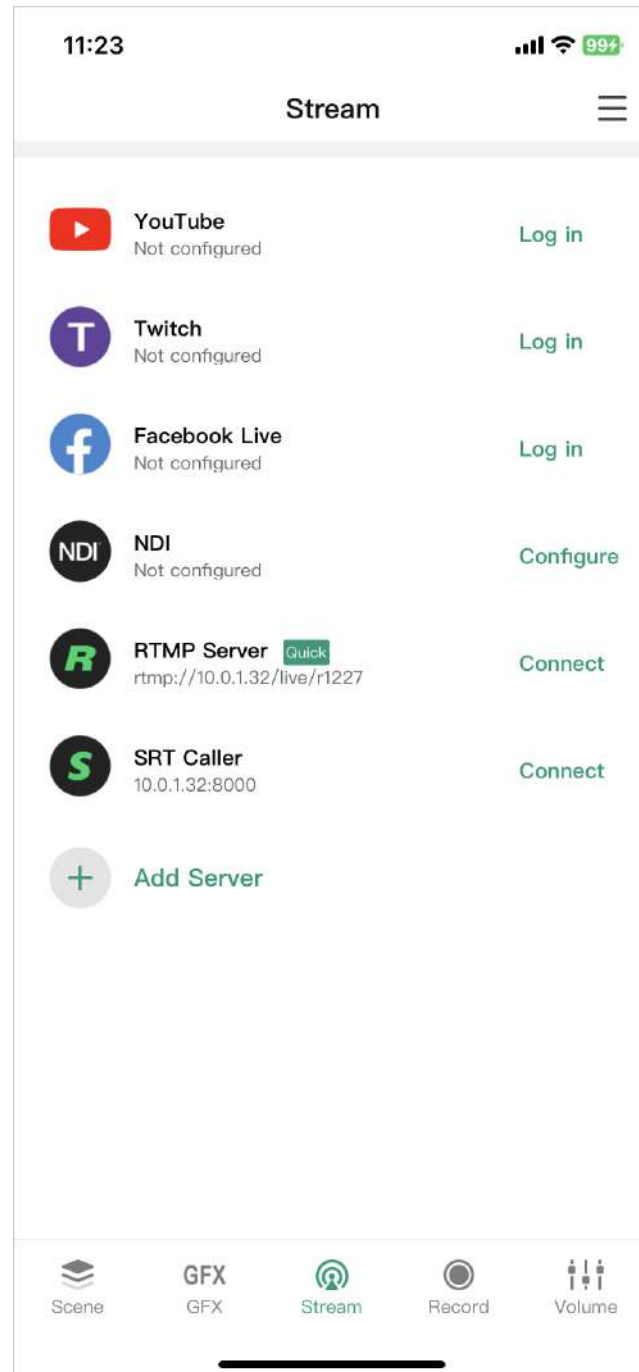 11:23
99
Stream
YouTube
Not configured
Log in
T
Twitch
Not configured
Log in
f
Facebook Live
Not configured
Log in
NDI
NDI
Not configured
Configure
R
RTMP Server Quick
rtmp://10.0.1.32/live/r1227
Connect
S
SRT Caller
10.0.1.32:8000
Connect
+ Add Server
GFX
Scene GFX Stream Record Volume